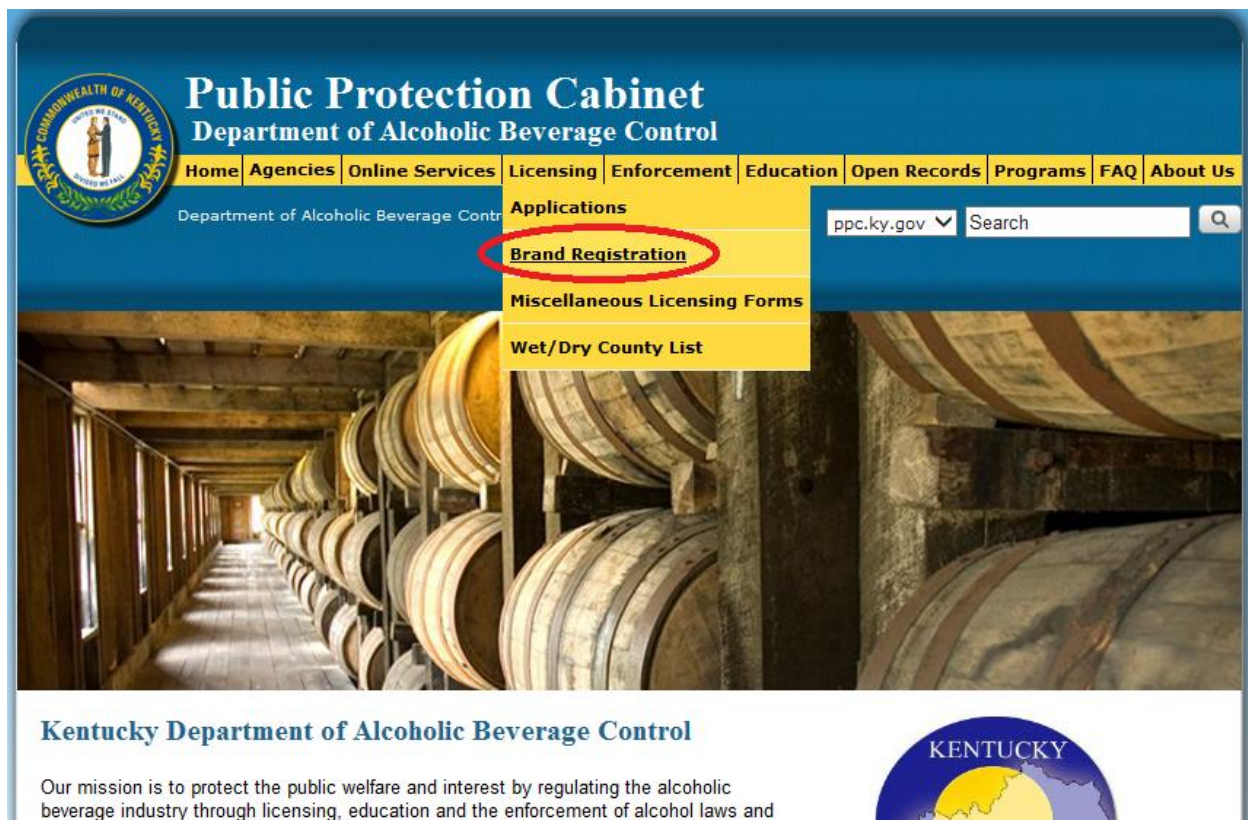 COMMONWEALTH OF KENTUCKY
UNITED WE STAND
DIVIDED WE FALL
Public Protection Cabinet
Department of Alcoholic Beverage Control
Home Agencies Online Services Licensing Enforcement Education Open Records Programs FAQ About Us
Department of Alcoholic Beverage Contr
ppc.ky.gov Search
Applications
Brand Registration
Miscellaneous Licensing Forms
Wet/Dry County List
Kentucky Department of Alcoholic Beverage Control
KENTUCKY
Our mission is to protect the public welfare and interest by regulating the alcoholic
beverage industry through licensing, education and the enforcement of alcohol laws and